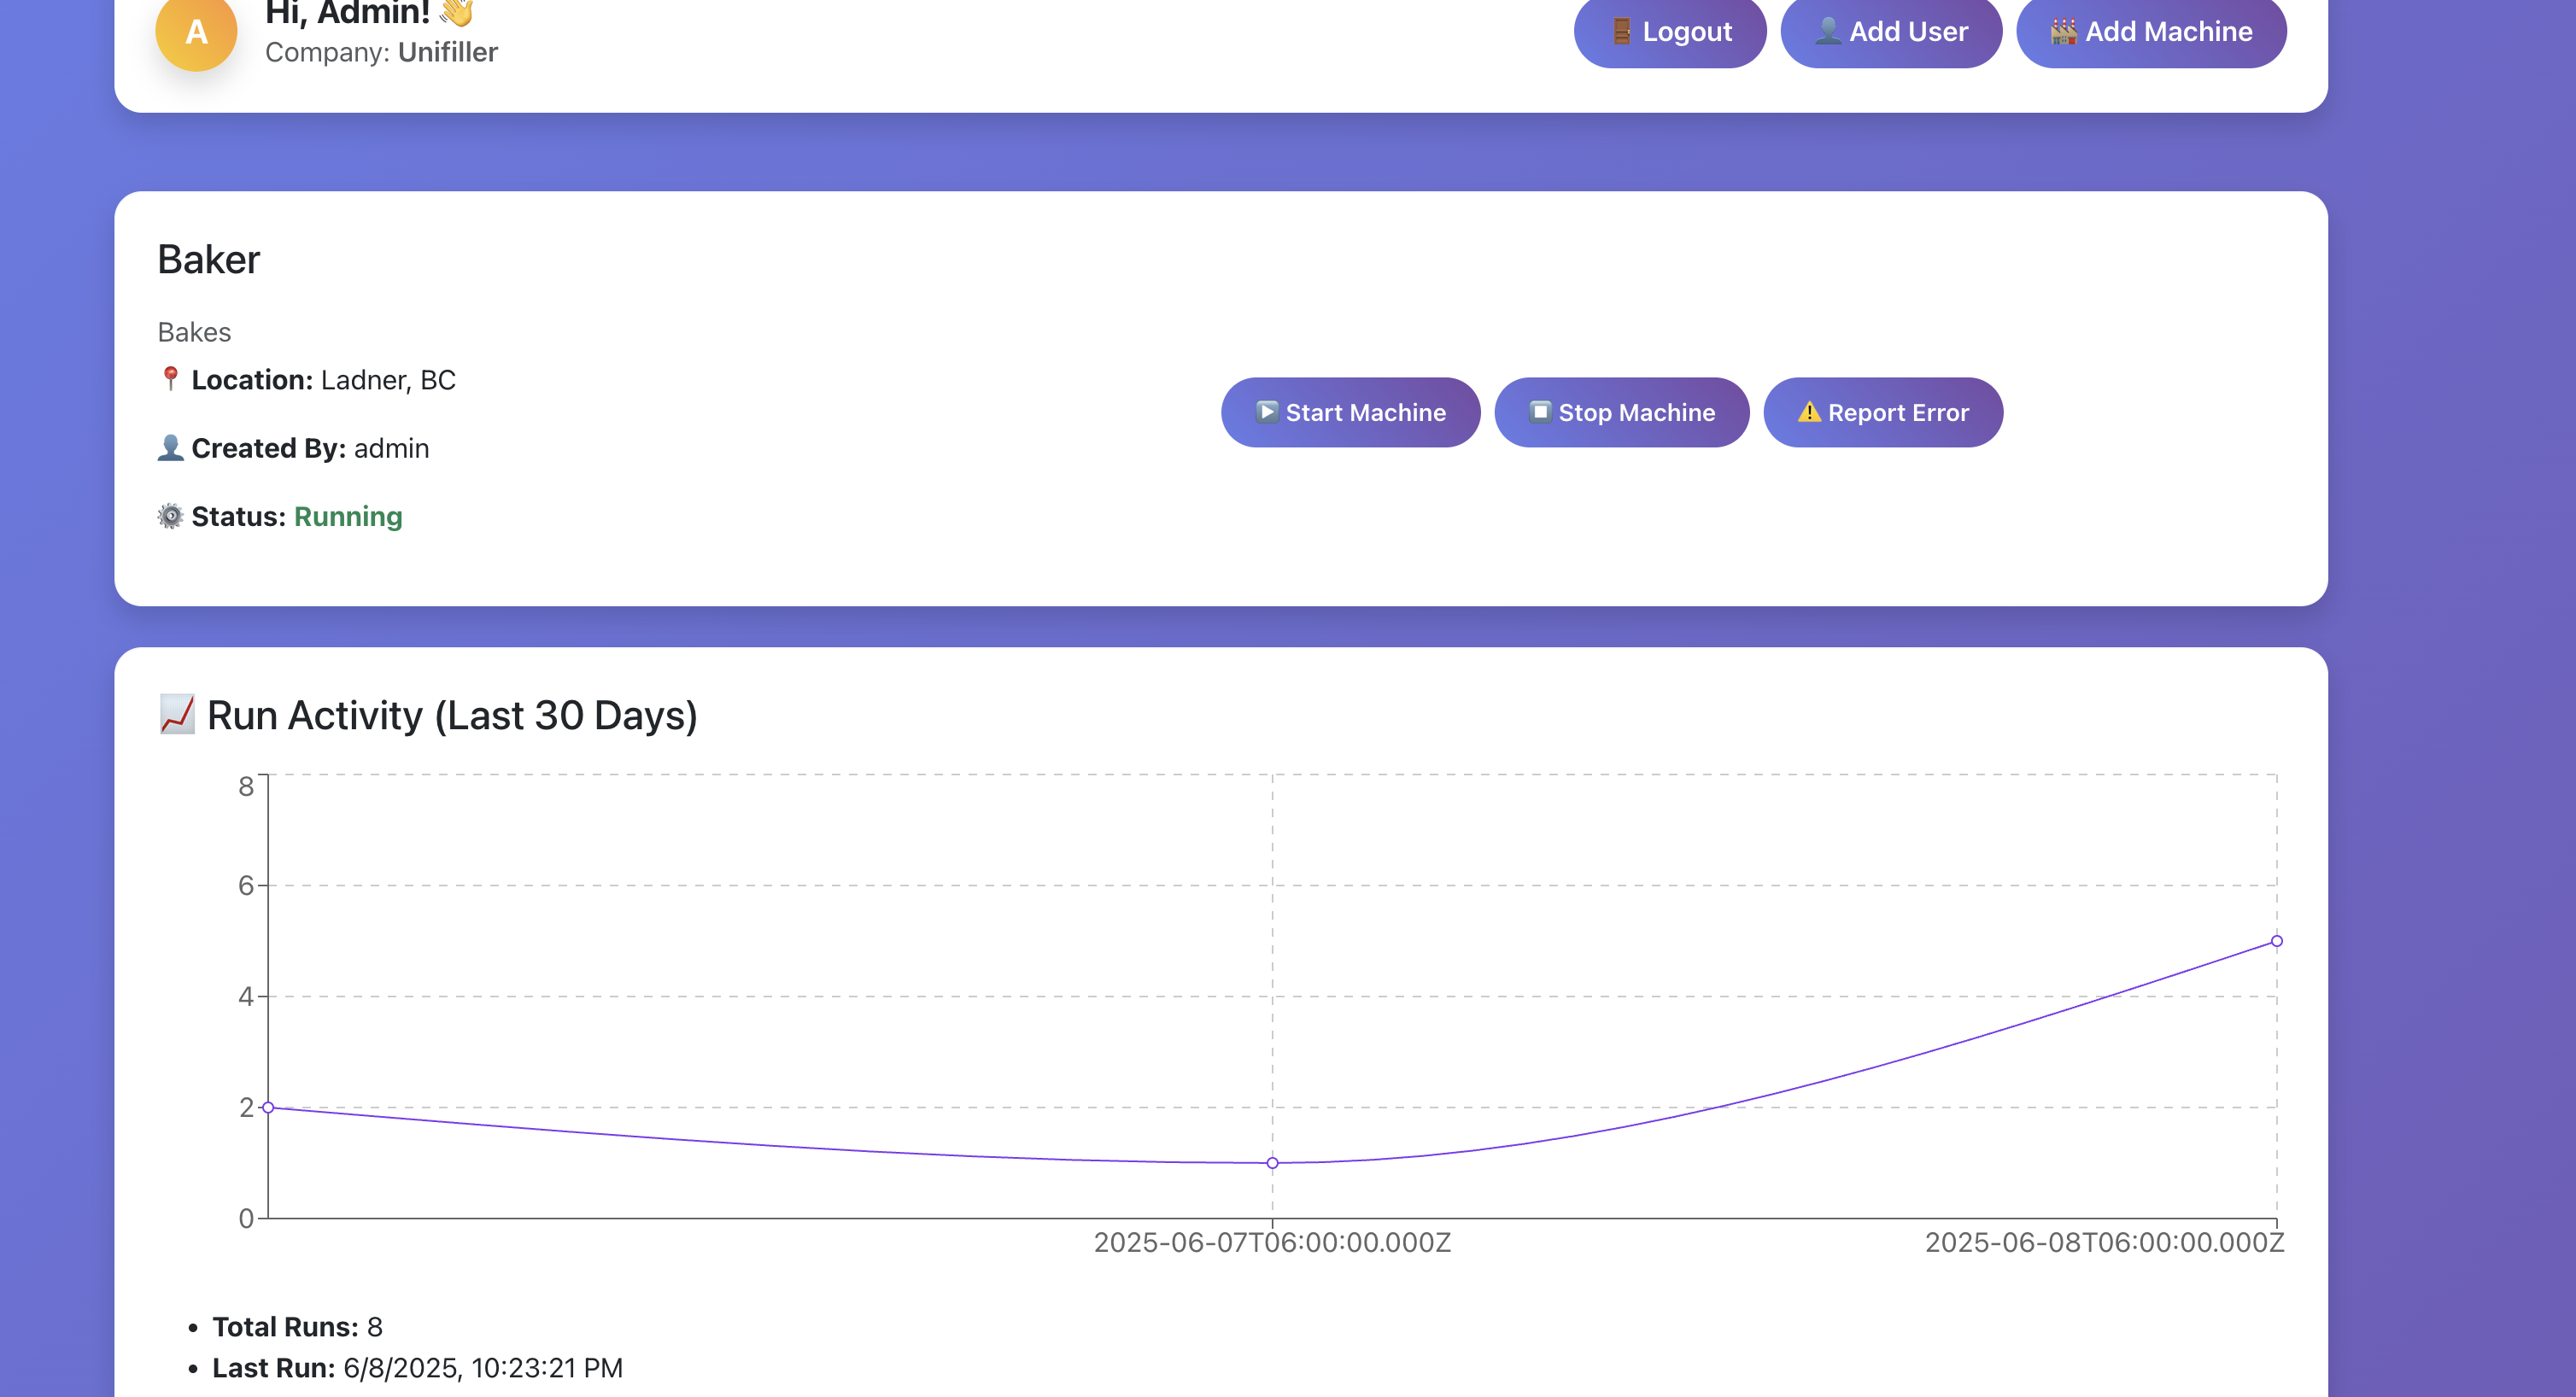 A
Hi, Admin! 👋
Company: Unifiller
🚪 Logout
👤 Add User
🏭 Add Machine
Baker
Bakes
📍 Location: Ladner, BC
👤 Created By: admin
⚙️ Status: Running
▶️ Start Machine
⏹️ Stop Machine
⚠️ Report Error
📈 Run Activity (Last 30 Days)
8
6
4
2
0
2025-06-07T06:00:00.000Z
2025-06-08T06:00:00.000Z
• Total Runs: 8
• Last Run: 6/8/2025, 10:23:21 PM